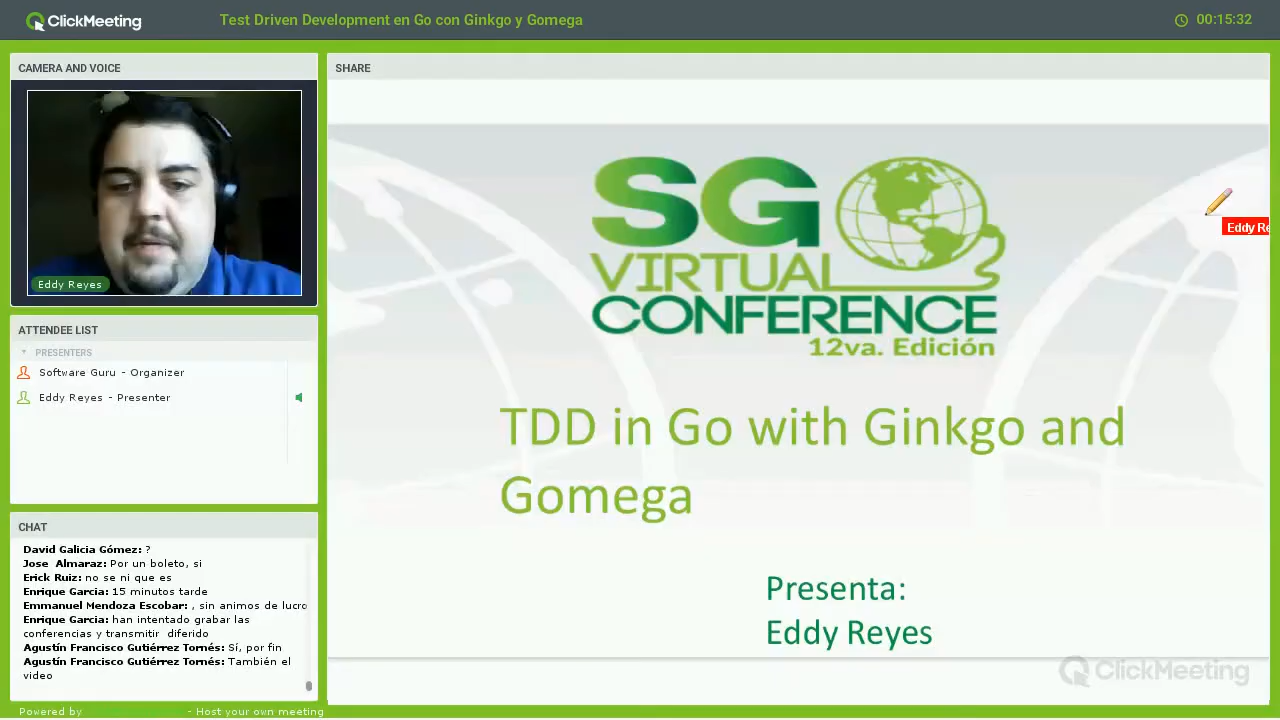 ClickMeeting
Test Driven Development en Go con Ginkgo y Gomega
00:15:32
CAMERA AND VOICE
Eddy Reyes
ATTENDEE LIST
PRESENTERS
Software Guru - Organizer
Eddy Reyes - Presenter
CHAT
David Galicia Gómez: ?
Jose Almaraz: Por un boleto, si
Erick Ruiz: no se ni que es
Enrique Garcia: 15 minutos tarde
Emmanuel Mendoza Escobar: , sin animos de lucro
Enrique Garcia: han intentado grabar las
conferencias y transmitir diferido
Agustín Francisco Gutiérrez Tornés: Sí, por fin
Agustín Francisco Gutiérrez Tornés: También el
video
Powered by - Host your own meeting
SHARE
SG
VIRTUAL
CONFERENCE
12va. Edición
Eddy Re
TDD in Go with Ginkgo and
Gomega
Presenta:
Eddy Reyes
ClickMeeting